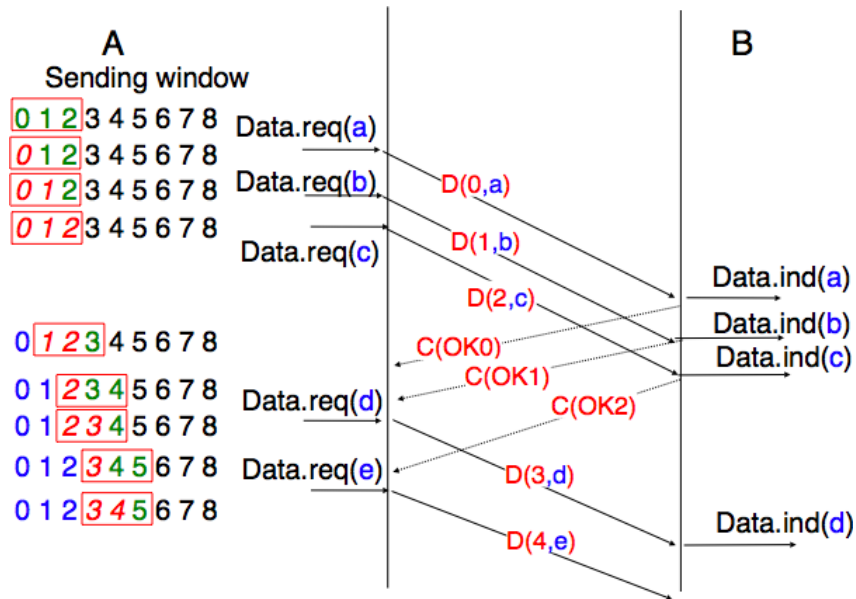 A
B
Sending window
0 1 2 3 4 5 6 7 8
Data.req(a)
0 1 2 3 4 5 6 7 8
Data.req(b)
D(0,a)
0 1 2 3 4 5 6 7 8
0 1 2 3 4 5 6 7 8
Data.req(c)
D(1,b)
D(2,c)
Data.ind(a)
Data.ind(b)
0 1 2 3 4 5 6 7 8
C(OK0)
Data.ind(c)
C(OK1)
0 1 2 3 4 5 6 7 8
Data.req(d)
C(OK2)
0 1 2 3 4 5 6 7 8
0 1 2 3 4 5 6 7 8
Data.req(e)
D(3,d)
0 1 2 3 4 5 6 7 8
Data.ind(d)
D(4,e)